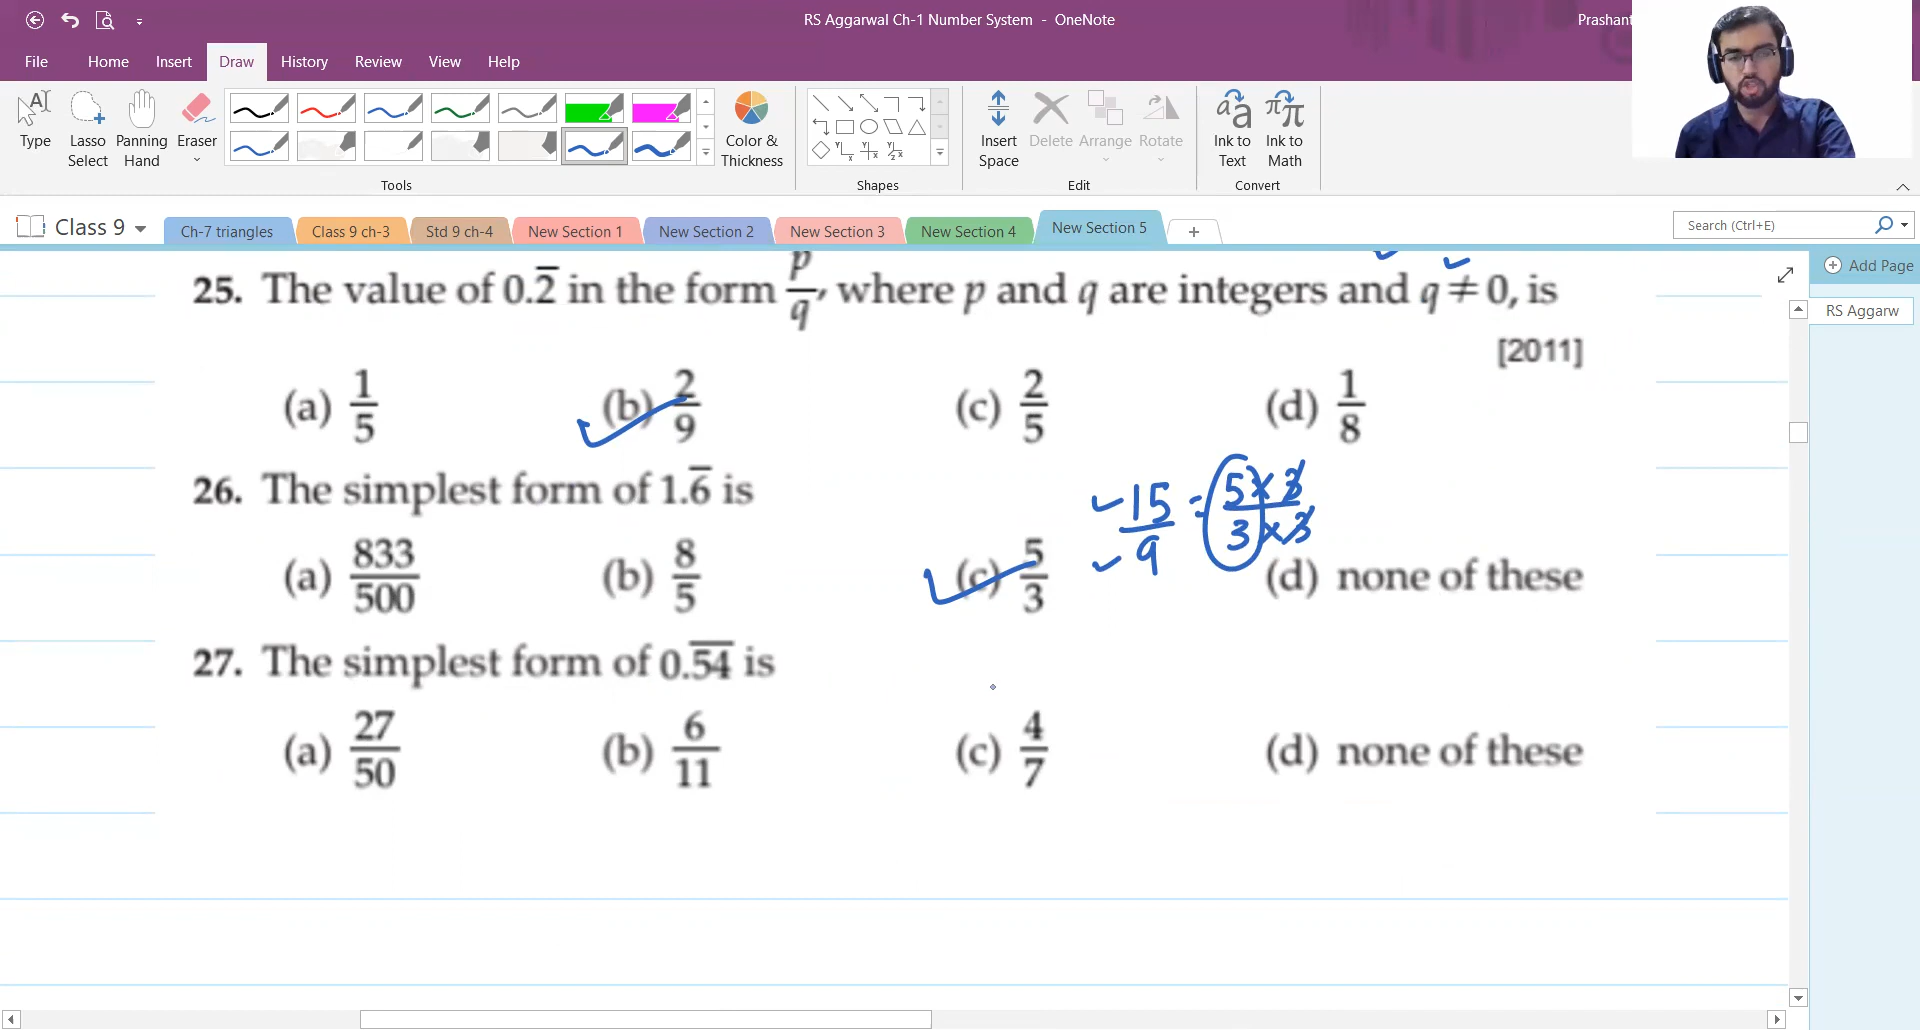 RS Aggarwal Ch-1 Number System - OneNote
Prashant
File Home Insert Draw History Review View Help
Type
Lasso Select
Panning Hand
Eraser
Color & Thickness
Insert Space
Delete
Arrange
Rotate
Ink to Text
Ink to Math
Tools
Shapes
Edit
Convert
Class 9
Ch-7 triangles
Class 9 ch-3
Std 9 ch-4
New Section 1
New Section 2
New Section 3
New Section 4
New Section 5
+
Search (Ctrl+E)
Add Page
RS Aggarw
25. The value of 0.2̅ in the form p/q, where p and q are integers and q ≠ 0, is
[2011]
(a) 1/5 (b) 2/9 (c) 2/5 (d) 1/8
26. The simplest form of 1.6̅ is
15/9 = 5×3/3×3
(a) 833/500 (b) 8/5 (c) 5/3 (d) none of these
27. The simplest form of 0.5̅4̅ is
(a) 27/50 (b) 6/11 (c) 4/7 (d) none of these